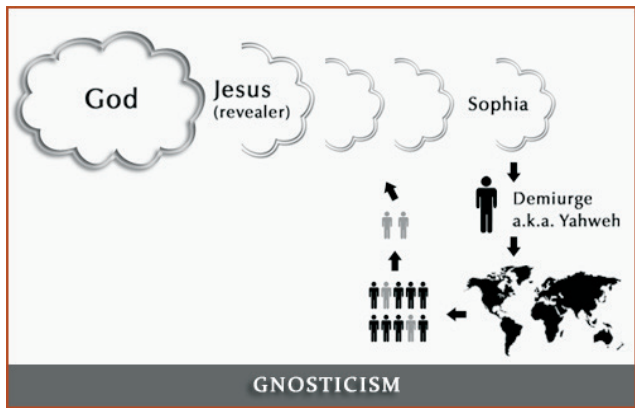 God
Jesus
(revealer)
Sophia
Demiurge
a.k.a. Yahweh
GNOSTICISM